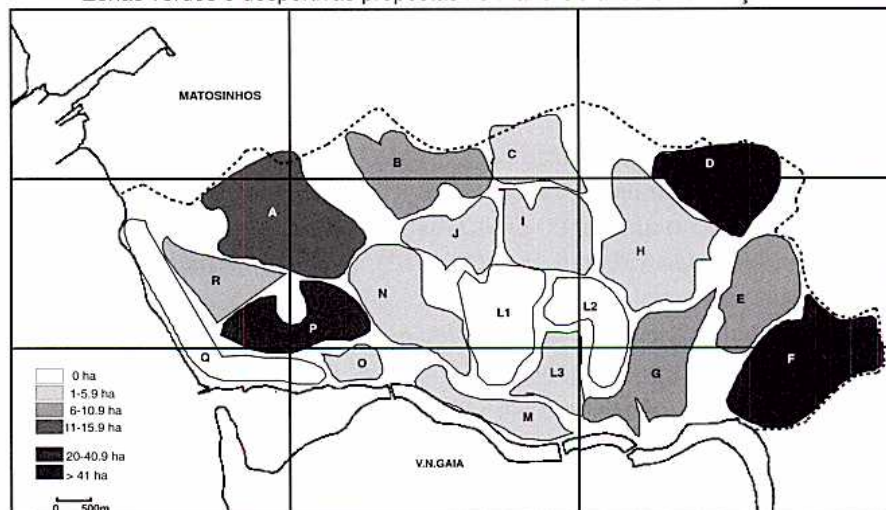 MATOSINHOS
C
B
D
A
I
J
H
R
N
E
L1
L2
P
Q
O
L3
G
F
M
0 ha
1-5.9 ha
6-10.9 ha
11-15.9 ha
20-40.9 ha
> 41 ha
V.N.GAIA
0 500m